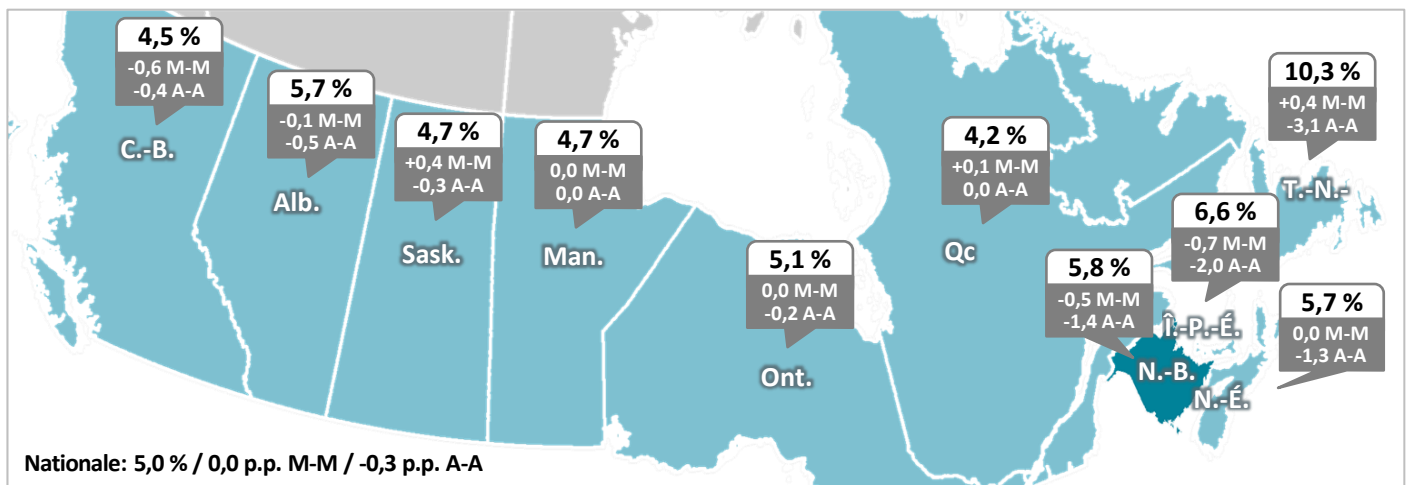 4,5 %
-0,6 M-M
-0,4 A-A
C.-B.
5,7 %
-0,1 M-M
-0,5 A-A
Alb.
4,7 %
+0,4 M-M
-0,3 A-A
Sask.
4,7 %
0,0 M-M
0,0 A-A
Man.
5,1 %
0,0 M-M
-0,2 A-A
Ont.
4,2 %
+0,1 M-M
0,0 A-A
Qc
10,3 %
+0,4 M-M
-3,1 A-A
T.-N.-
6,6 %
-0,7 M-M
-2,0 A-A
Î.-P.-É.
5,8 %
-0,5 M-M
-1,4 A-A
N.-B.
5,7 %
0,0 M-M
-1,3 A-A
N.-É.
Nationale: 5,0 % / 0,0 p.p. M-M / -0,3 p.p. A-A